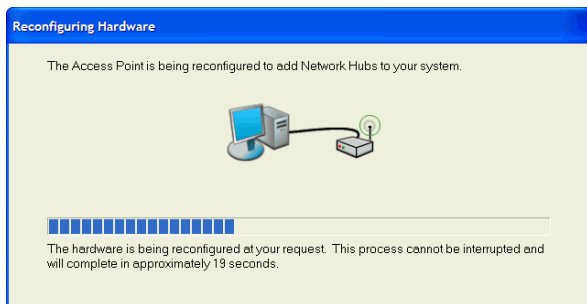 Reconfiguring Hardware
The Access Point is being reconfigured to add Network Hubs to your system.
The hardware is being reconfigured at your request.  This process cannot be interrupted and
will complete in approximately 19 seconds.